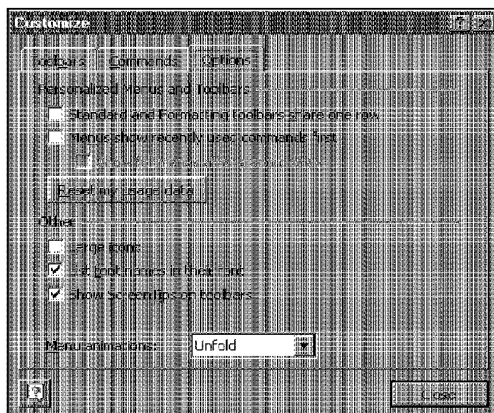 Customize
Toolbars Commands Options
Personalized Menus and Toolbars
Standard and Formatting toolbars share one row
Menus show recently used commands first
Reset my usage data
Other
Large icons
List font names in their font
Show ScreenTips on toolbars
Menu animations: Unfold
Close